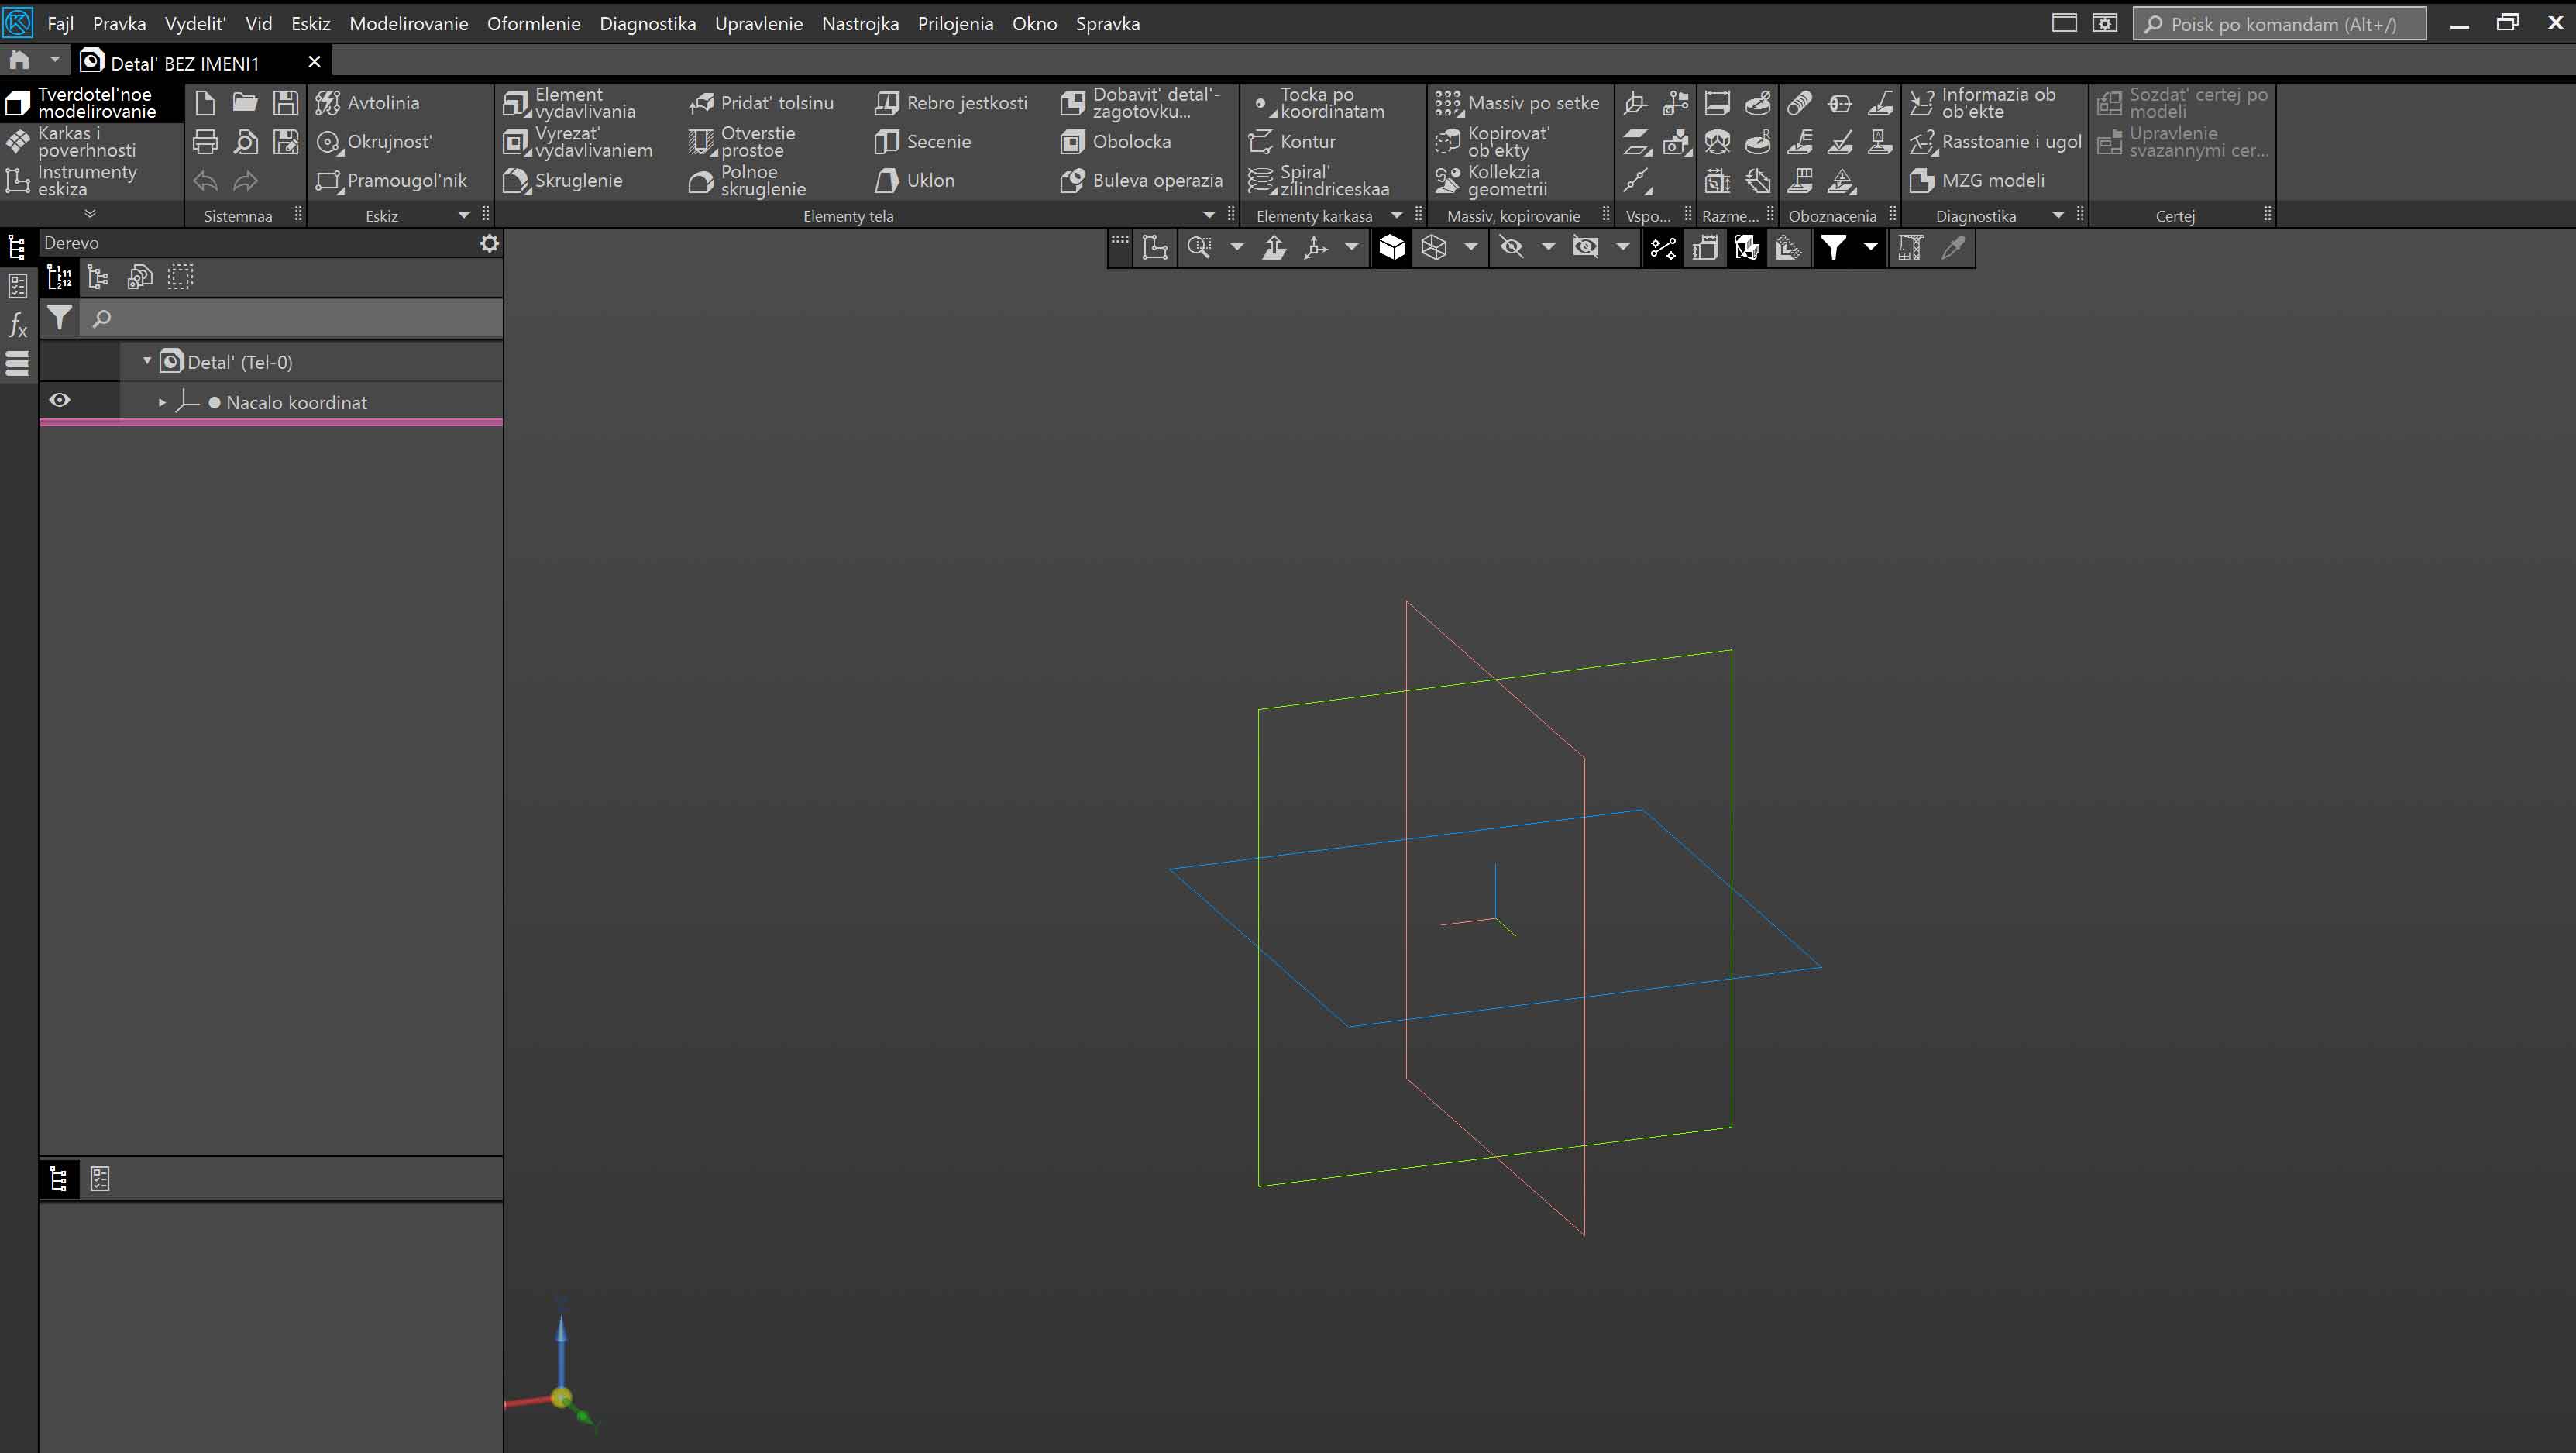 Fajl Pravka Vydelit' Vid Eskiz Modelirovanie Oformlenie Diagnostika Upravlenie Nastrojka Prilojenia Okno Spravka Poisk po komandam (Alt+/)
Detal' BEZ IMENI1
Tverdotel'noe modelirovanie
Karkas i poverhnosti
Instrumenty eskiza
Sistemnaa
Avtolinia
Okrujnost'
Pramougol'nik
Eskiz
Element vydavlivania
Vyrezat' vydavlivaniem
Skruglenie
Pridat' tolsinu
Otverstie prostoe
Polnoe skruglenie
Rebro jestkosti
Secenie
Uklon
Dobavit' detal'-zagotovku...
Obolocka
Buleva operazia
Elementy tela
Tocka po koordinatam
Kontur
Spiral' zilindriceskaa
Elementy karkasa
Massiv po setke
Kopirovat' ob'ekty
Kollekzia geometrii
Massiv, kopirovanie
Vspo...
Razme...
Oboznacenia
Informazia ob ob'ekte
Rasstoanie i ugol
MZG modeli
Diagnostika
Sozdat' certej po modeli
Upravlenie svazannymi cer...
Certej
Derevo
Detal' (Tel-0)
Nacalo koordinat